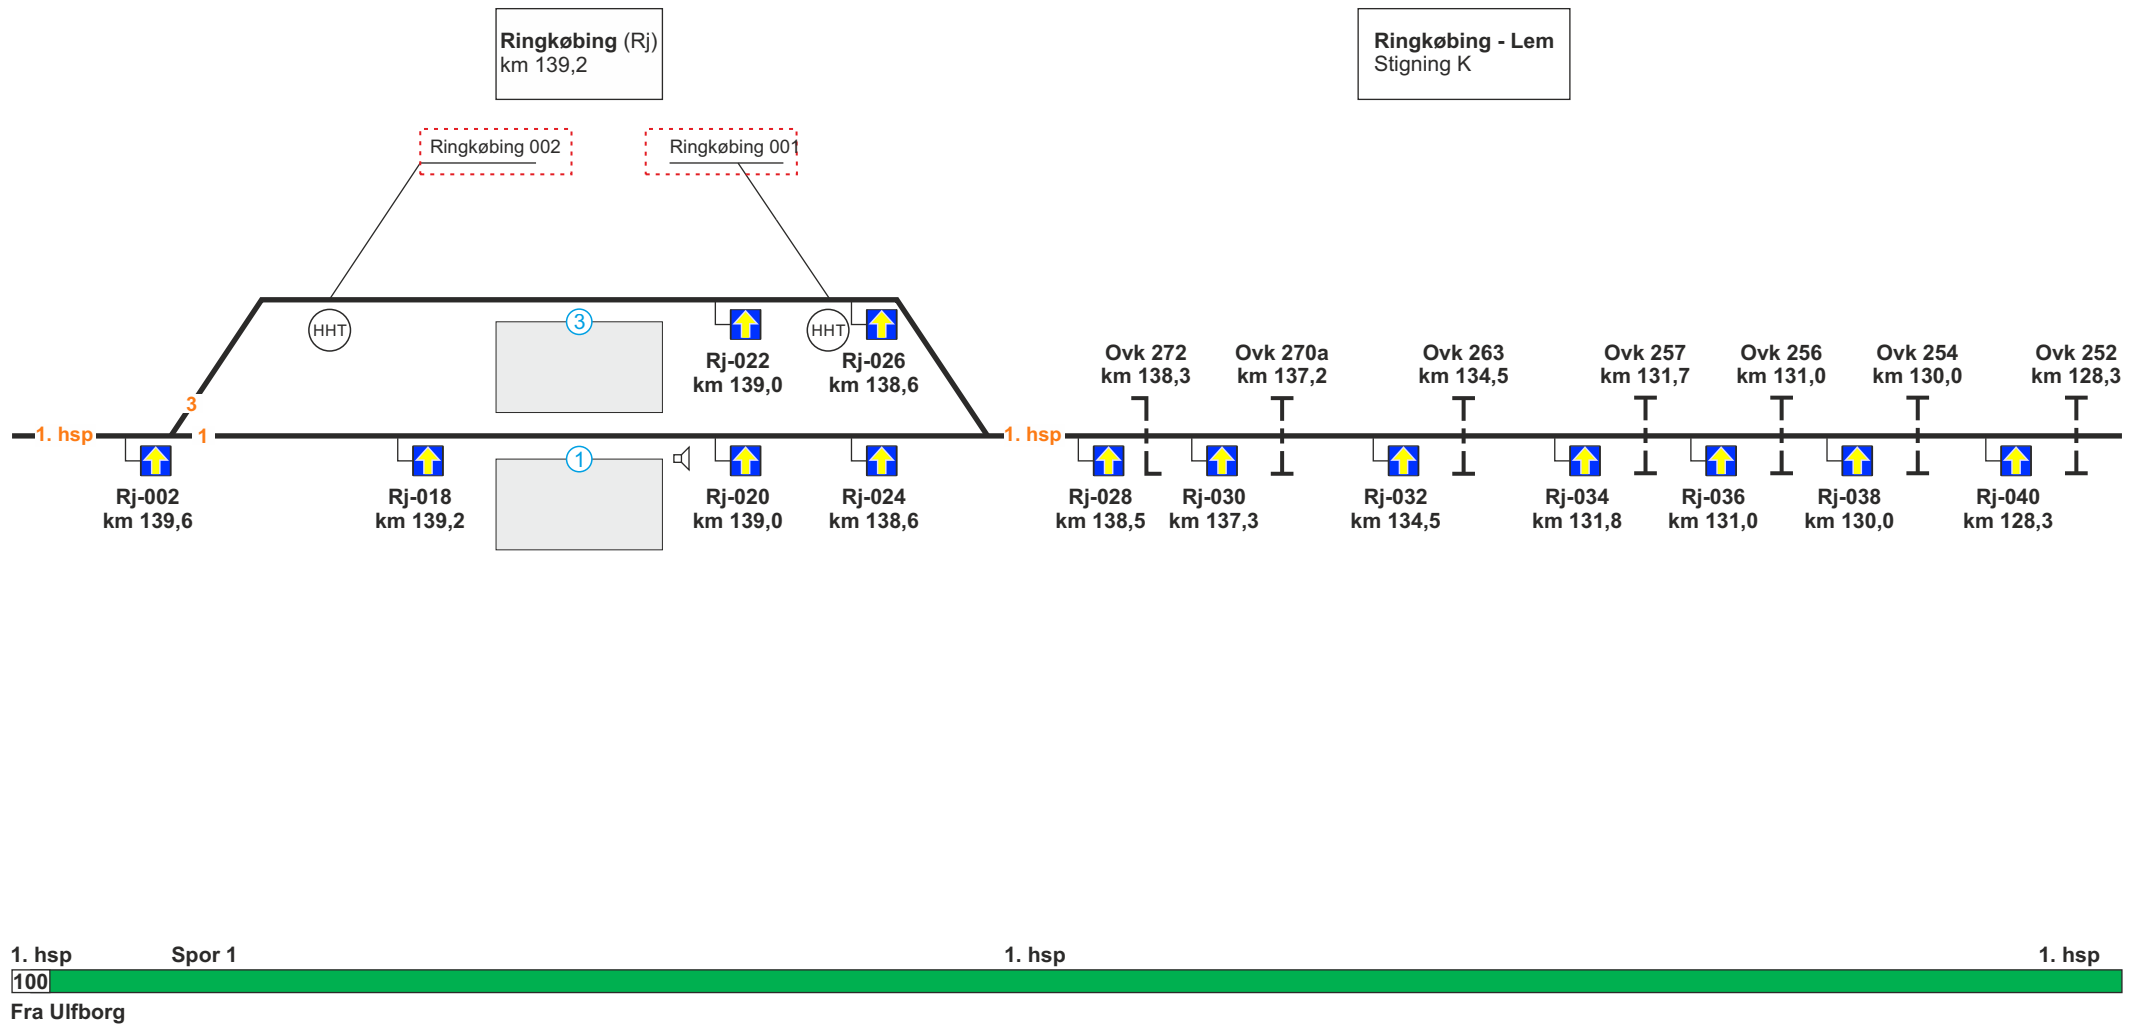 Ringkøbing (Rj)
km 139,2
Ringkøbing - Lem
Stigning K
Ringkøbing 002
Ringkøbing 001
HHT
3
HHT
Rj-022
km 139,0
Rj-026
km 138,6
Ovk 272
km 138,3
Ovk 270a
km 137,2
Ovk 263
km 134,5
Ovk 257
km 131,7
Ovk 256
km 131,0
Ovk 254
km 130,0
Ovk 252
km 128,3
3
1. hsp
1
1. hsp
1
Rj-002
km 139,6
Rj-018
km 139,2
Rj-020
km 139,0
Rj-024
km 138,6
Rj-028
km 138,5
Rj-030
km 137,3
Rj-032
km 134,5
Rj-034
km 131,8
Rj-036
km 131,0
Rj-038
km 130,0
Rj-040
km 128,3
1. hsp
Spor 1
1. hsp
1. hsp
100
Fra Ulfborg